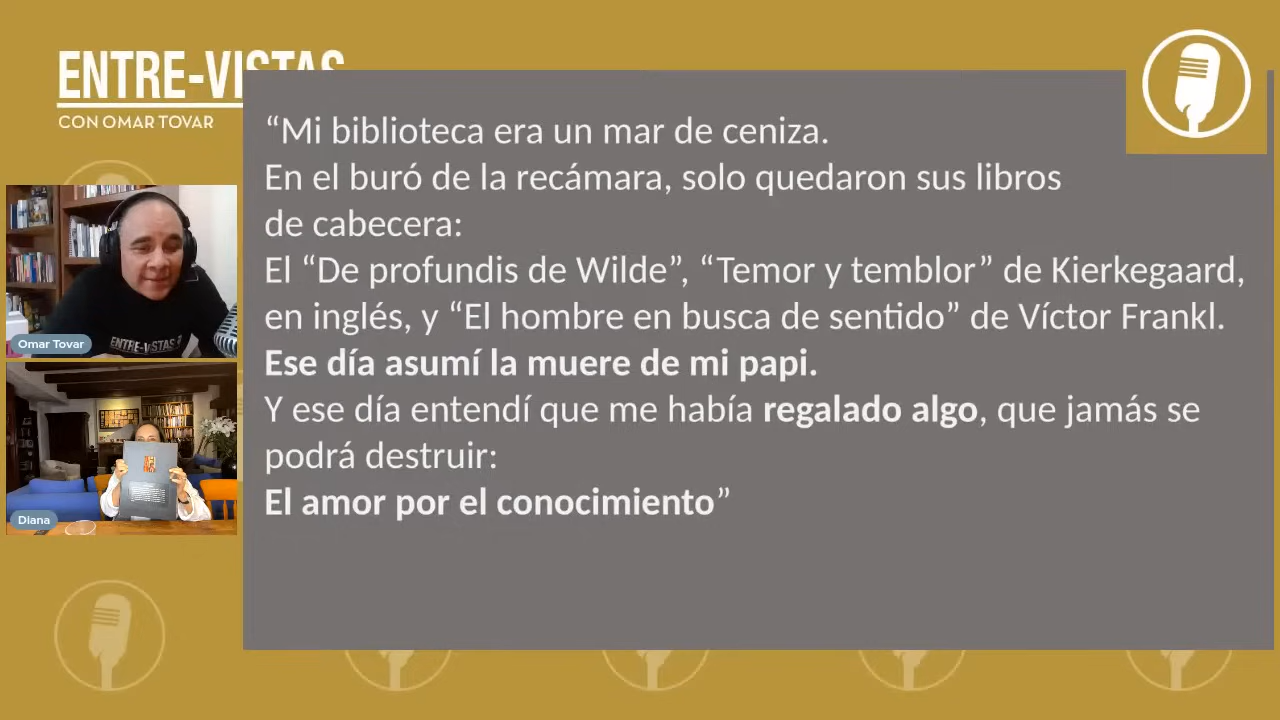 ENTRE-VISTAS
CON OMAR TOVAR
“Mi biblioteca era un mar de ceniza.
En el buró de la recámara, solo quedaron sus libros
de cabecera:
El “De profundis de Wilde”, “Temor y temblor” de Kierkegaard,
en inglés, y “El hombre en busca de sentido” de Víctor Frankl.
Ese día asumí la muere de mi papi.
Y ese día entendí que me había regalado algo, que jamás se
podrá destruir:
El amor por el conocimiento”
ENTRE-VISTAS
Omar Tovar
Diana